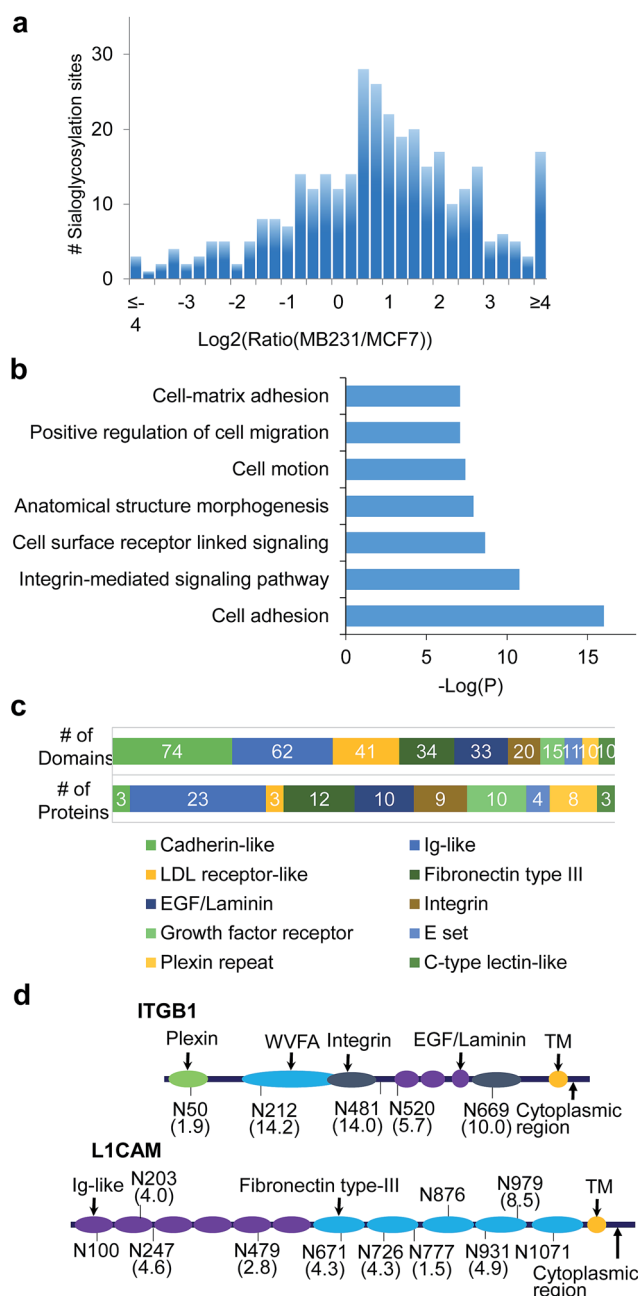 a
# Sialoglycosylation sites
30
20
10
0
≤-4
-3
-2
-1
0
1
2
3
≥4
Log2(Ratio(MB231/MCF7))
b
Cell-matrix adhesion
Positive regulation of cell migration
Cell motion
Anatomical structure morphogenesis
Cell surface receptor linked signaling
Integrin-mediated signaling pathway
Cell adhesion
0 5 10 15
-Log(P)
c
# of
Domains
74 62 41 34 33 20 15 11 10 10
# of
Proteins
3 23 3 12 10 9 10 4 8 3
Cadherin-like
Ig-like
LDL receptor-like
Fibronectin type III
EGF/Laminin
Integrin
Growth factor receptor
E set
Plexin repeat
C-type lectin-like
d
ITGB1
Plexin WVFA Integrin EGF/Laminin TM
N50
(1.9)
N212
(14.2)
N481
(14.0)
N520
(5.7)
N669
(10.0)
Cytoplasmic
region
L1CAM
Ig-like
N203
(4.0)
Fibronectin type-III
N876
N979
(8.5)
TM
N100
N247
(4.6)
N479
(2.8)
N671
(4.3)
N726
(4.3)
N777
(1.5)
N931
(4.9)
N1071
Cytoplasmic
region